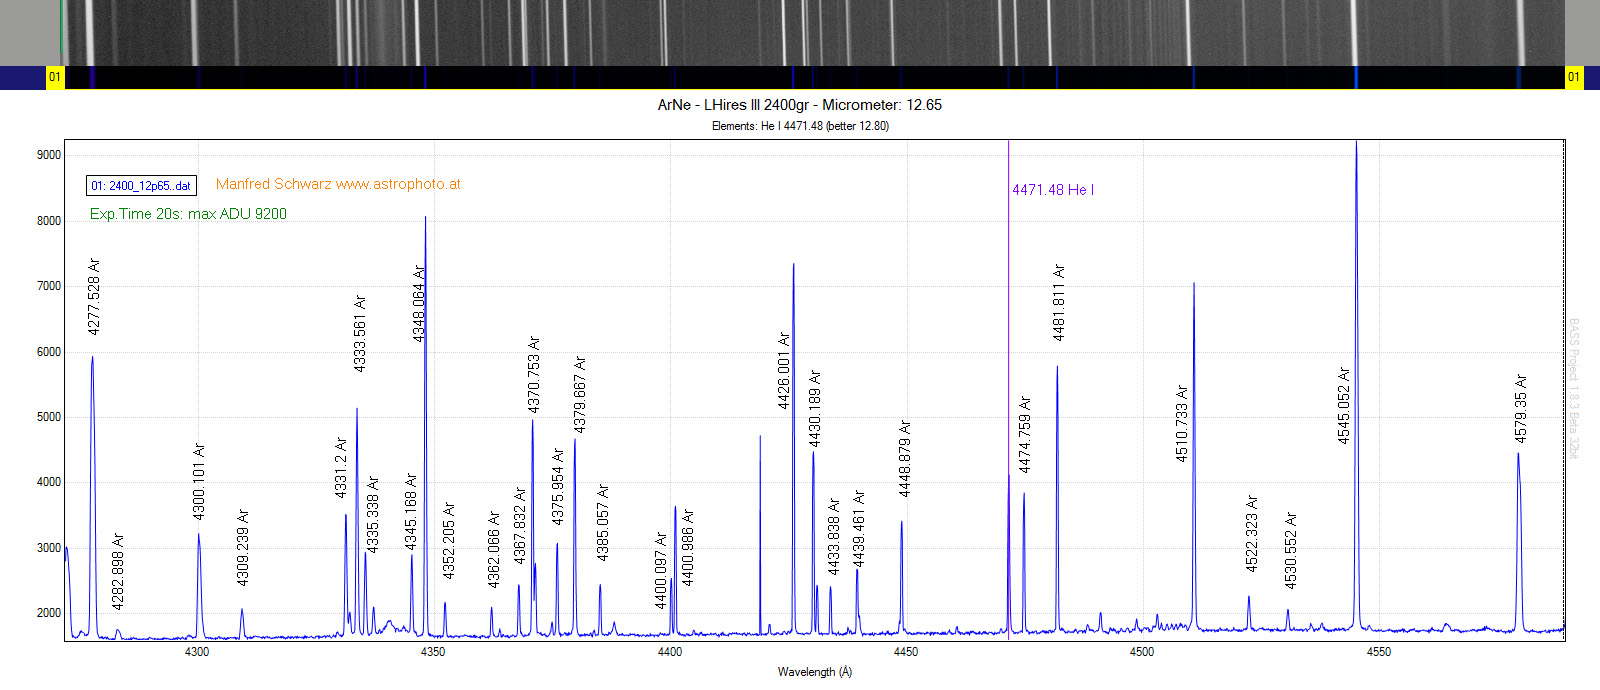 01
01
ArNe - LHires III 2400gr - Micrometer: 12.65
Elements: He I 4471.48 (better 12.80)
01: 2400_12p65..dat
Manfred Schwarz www.astrophoto.at
Exp.Time 20s: max ADU 9200
4471.48 He I
9000
8000
7000
6000
5000
4000
3000
2000
4277.528 Ar
4282.898 Ar
4300.101 Ar
4309.239 Ar
4331.2 Ar
4333.561 Ar
4335.338 Ar
4345.168 Ar
4348.064 Ar
4352.205 Ar
4362.066 Ar
4367.832 Ar
4370.753 Ar
4375.954 Ar
4379.667 Ar
4385.057 Ar
4400.097 Ar
4400.986 Ar
4426.001 Ar
4430.189 Ar
4433.838 Ar
4439.461 Ar
4448.879 Ar
4474.759 Ar
4481.811 Ar
4510.733 Ar
4522.323 Ar
4530.552 Ar
4545.052 Ar
4579.35 Ar
BASS Project 1.8.3 Beta 32bit
4300
4350
4400
4450
4500
4550
Wavelength (Å)